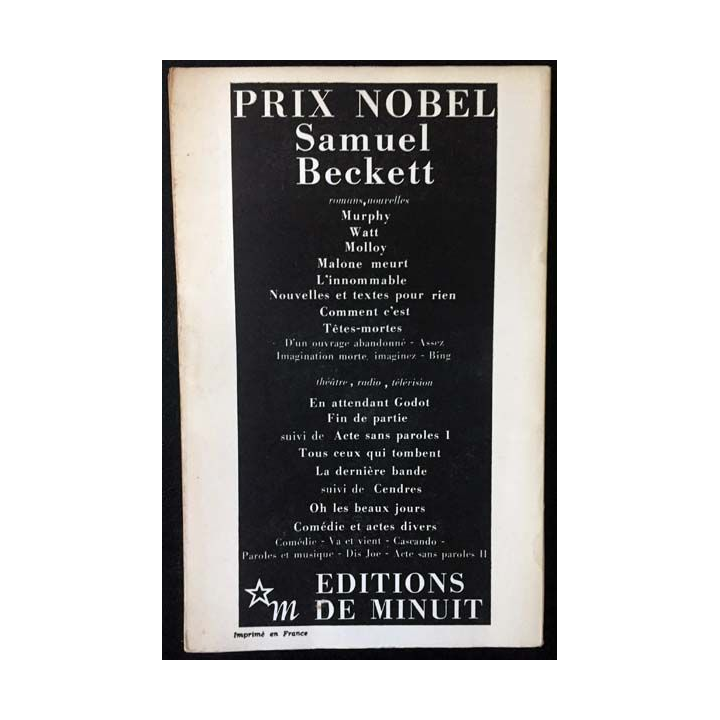 PRIX NOBEL
Samuel
Beckett
romans, nouvelles
Murphy
Watt
Molloy
Malone meurt
L'innommable
Nouvelles et textes pour rien
Comment c'est
Têtes-mortes
- D'un ouvrage abandonné - Assez
Imagination morte, imaginez - Bing
théâtre, radio, télévision
En attendant Godot
Fin de partie
suivi de Acte sans paroles I
Tous ceux qui tombent
La dernière bande
suivi de Cendres
Oh les beaux jours
Comédie et actes divers
Comédie - Va et vient - Cascando -
Paroles et musique - Dis Joe - Acte sans paroles II
m
EDITIONS
DE MINUIT
Imprimé en France